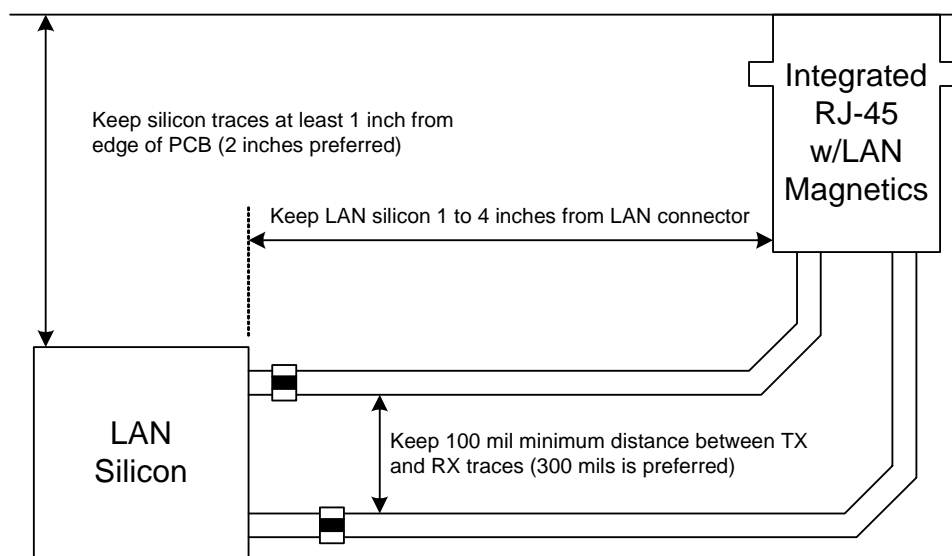 Integrated
RJ-45
w/LAN
Magnetics
Keep silicon traces at least 1 inch from
edge of PCB (2 inches preferred)
Keep LAN silicon 1 to 4 inches from LAN connector
LAN
Silicon
Keep 100 mil minimum distance between TX
and RX traces (300 mils is preferred)